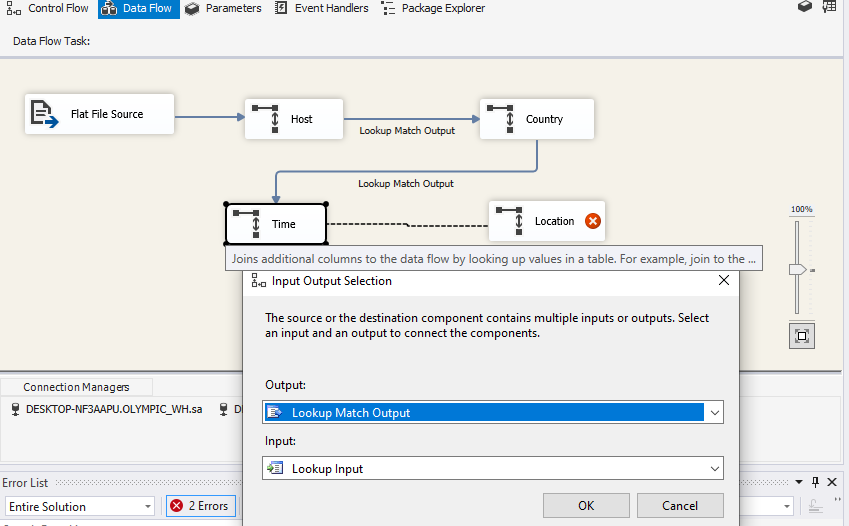 Control Flow
Data Flow
Parameters
Event Handlers
Package Explorer
Data Flow Task:
Flat File Source
Host
Lookup Match Output
Country
Lookup Match Output
Time
Location
100%
Joins additional columns to the data flow by looking up values in a table. For example, join to the ...
Input Output Selection
The source or the destination component contains multiple inputs or outputs. Select
an input and an output to connect the components.
Output:
Lookup Match Output
Input:
Lookup Input
OK
Cancel
Connection Managers
DESKTOP-NF3AAPU.OLYMPIC_WH.sa
Error List
Entire Solution
2 Errors